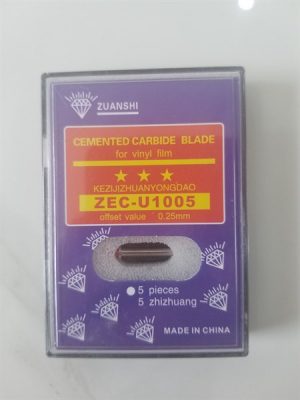 ZUANSHI
CEMENTED CARBIDE BLADE
for vinyl film
KEZIJIZHUANYONGDAO
ZEC-U1005
offset value 0.25mm
5 pieces
5 zhizhuang
MADE IN CHINA